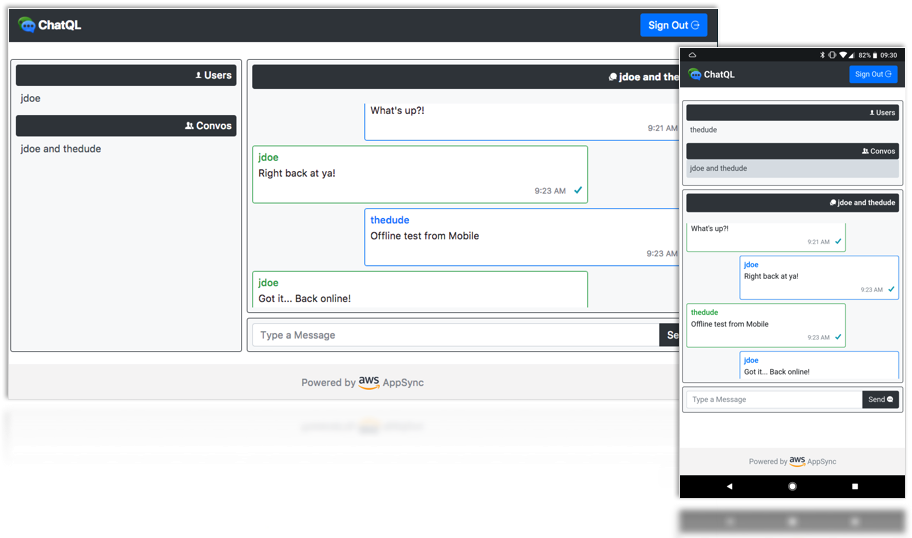 ChatQL
Sign Out
Users
jdoe
Convos
jdoe and thedude
jdoe and the
What's up?!
9:21 AM
jdoe
Right back at ya!
9:23 AM
thedude
Offline test from Mobile
9:23 AM
jdoe
Got it... Back online!
Type a Message
Se
Powered by aws AppSync
82% 09:30
ChatQL
Sign Out
Users
thedude
Convos
jdoe and thedude
jdoe and thedude
What's up?!
9:21 AM
jdoe
Right back at ya!
9:23 AM
thedude
Offline test from Mobile
9:23 AM
jdoe
Got it... Back online!
Type a Message
Send
Powered by aws AppSync